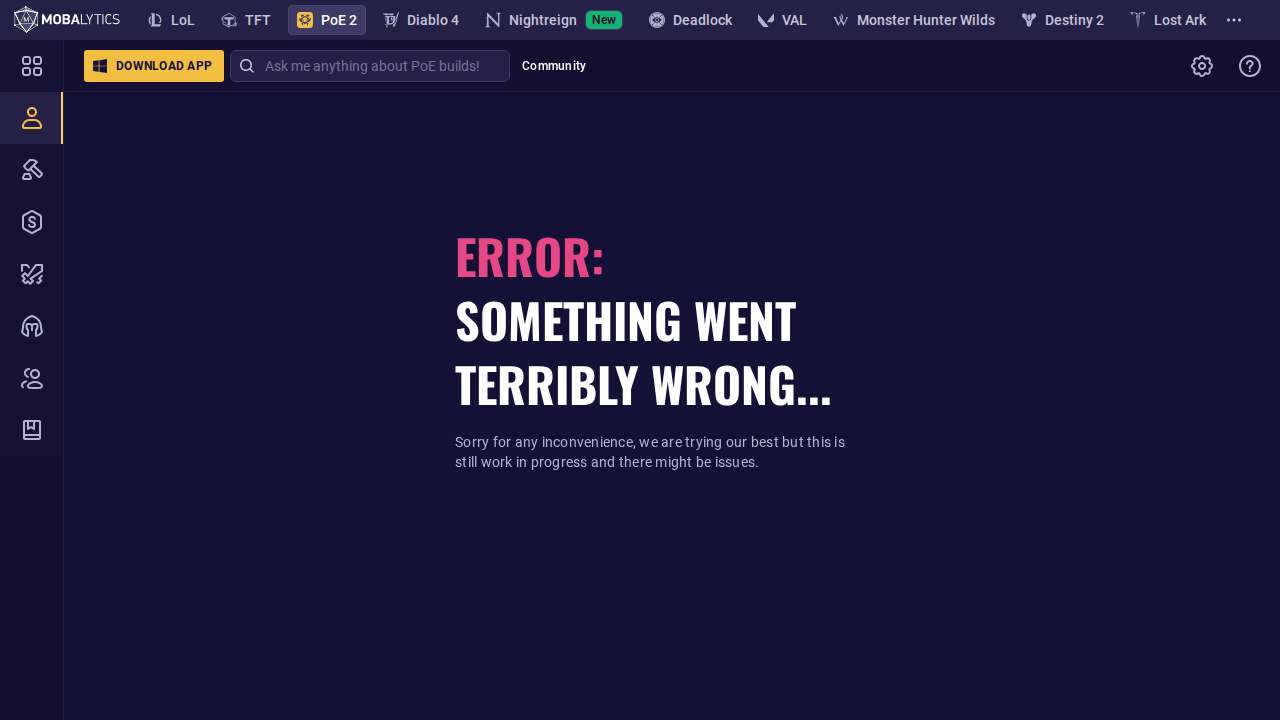 MOBALYTICS
LoL
TFT
PoE 2
Diablo 4
Nightreign New
Deadlock
VAL
Monster Hunter Wilds
Destiny 2
Lost Ark
DOWNLOAD APP
Ask me anything about PoE builds!
Community
ERROR:
SOMETHING WENT
TERRIBLY WRONG...
Sorry for any inconvenience, we are trying our best but this is
still work in progress and there might be issues.